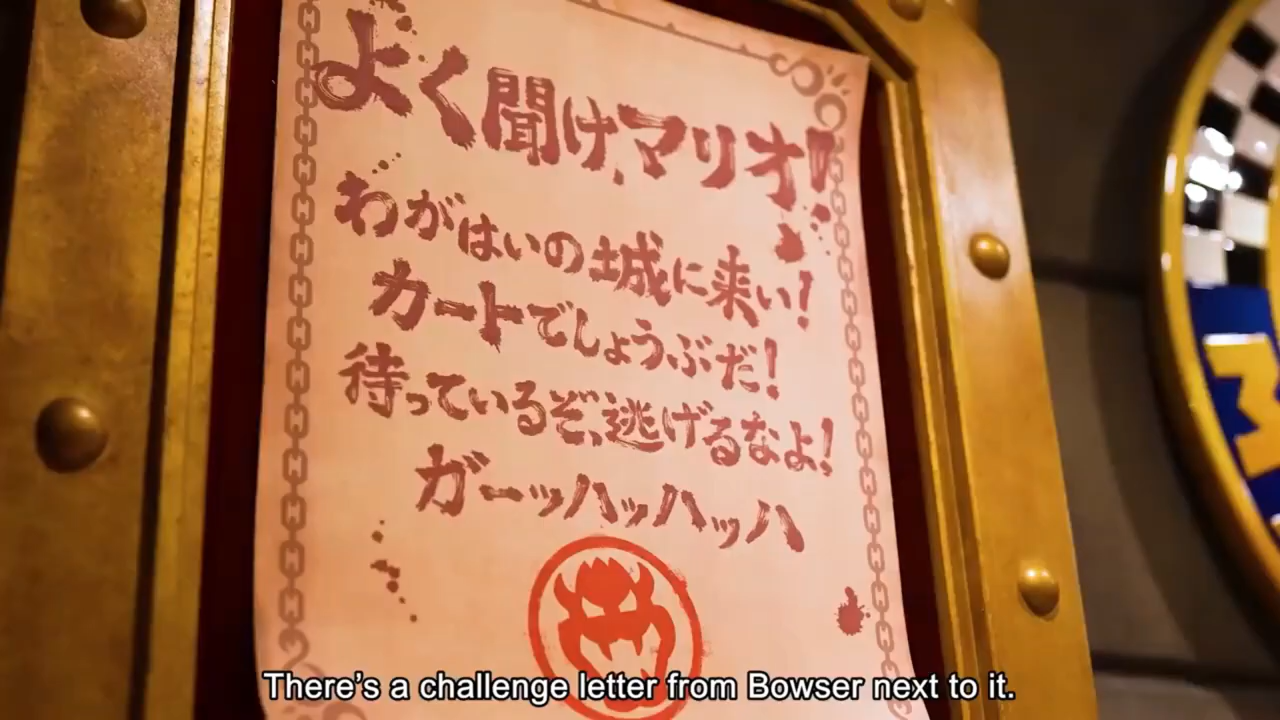 よく聞け、マリオ!
わがはいの城に来い!
カートでしょうぶだ!
待っているぞ、逃げるなよ!
ガーッハッハッハ
There's a challenge letter from Bowser next to it.